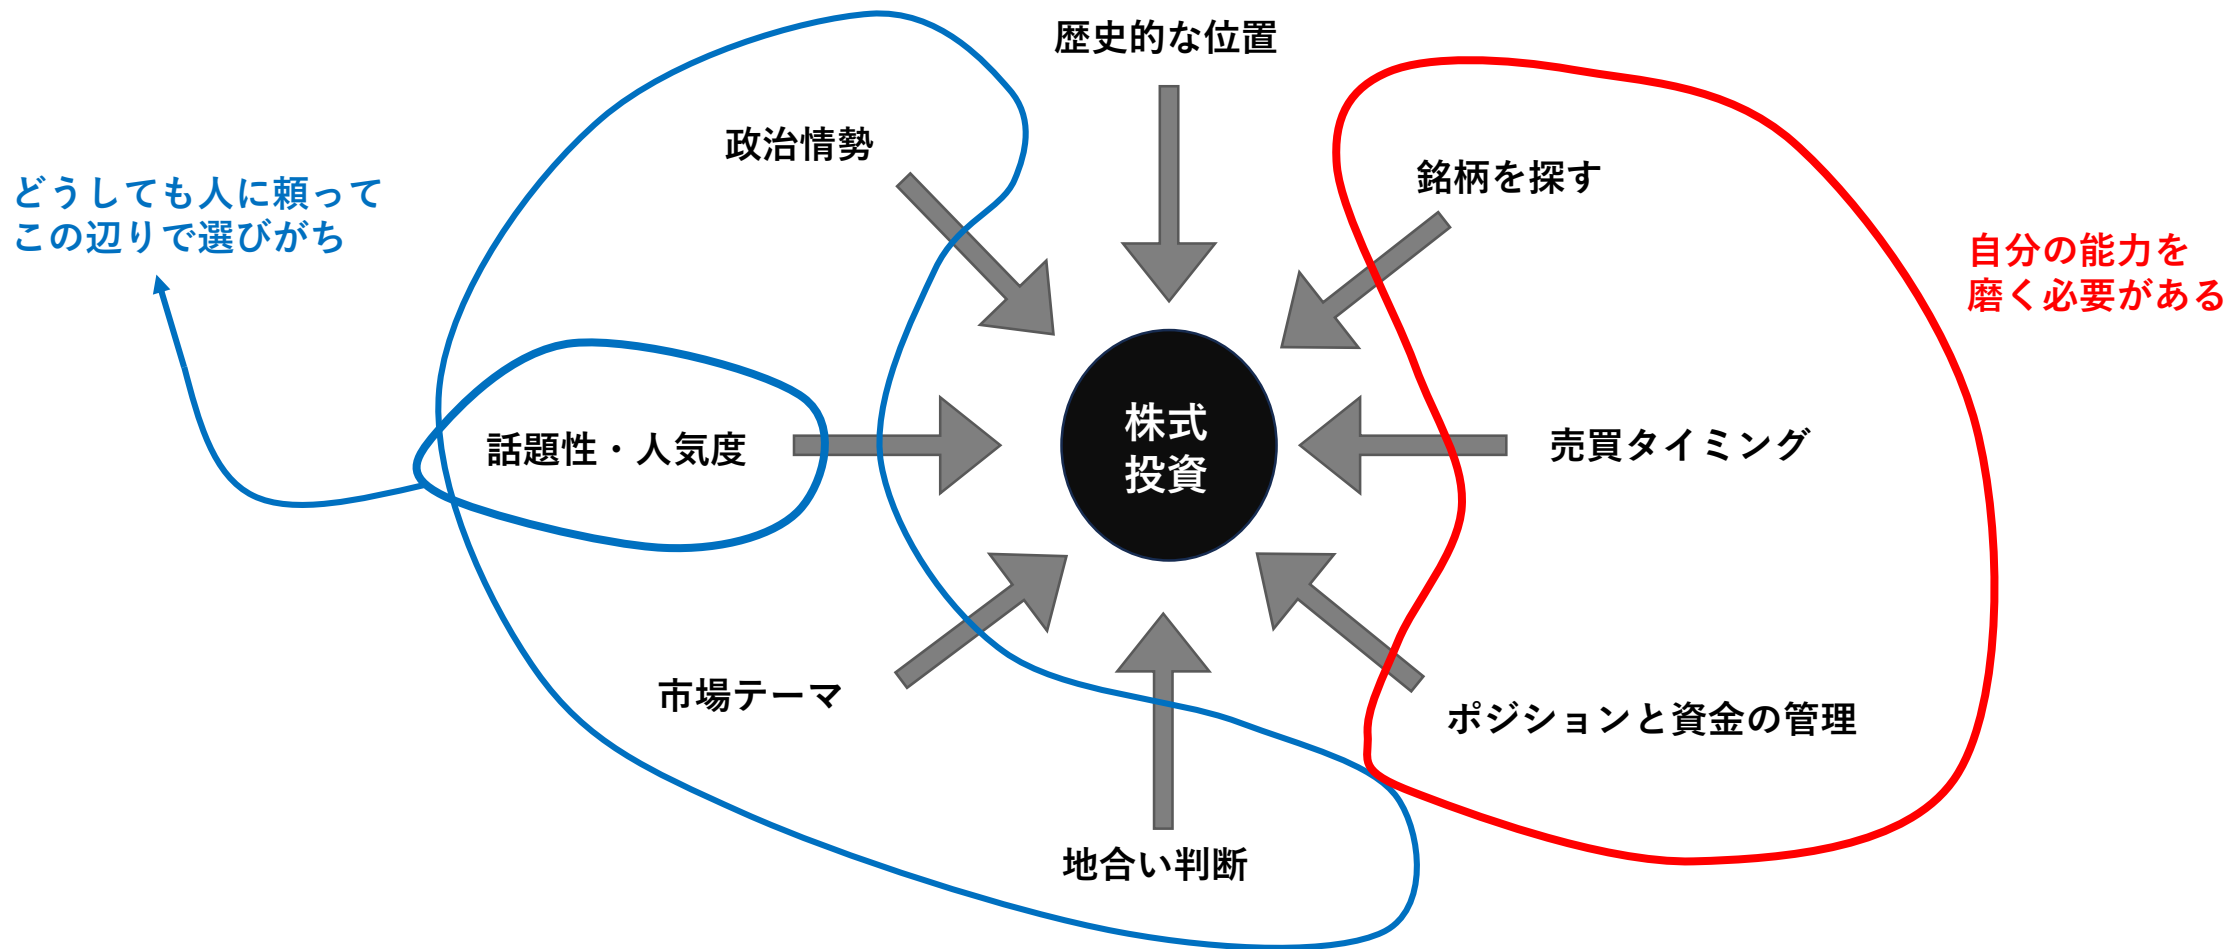 歴史的な位置
政治情勢
銘柄を探す
どうしても人に頼って
この辺りで選びがち
自分の能力を
磨く必要がある
株式
投資
話題性・人気度
売買タイミング
市場テーマ
ポジションと資金の管理
地合い判断